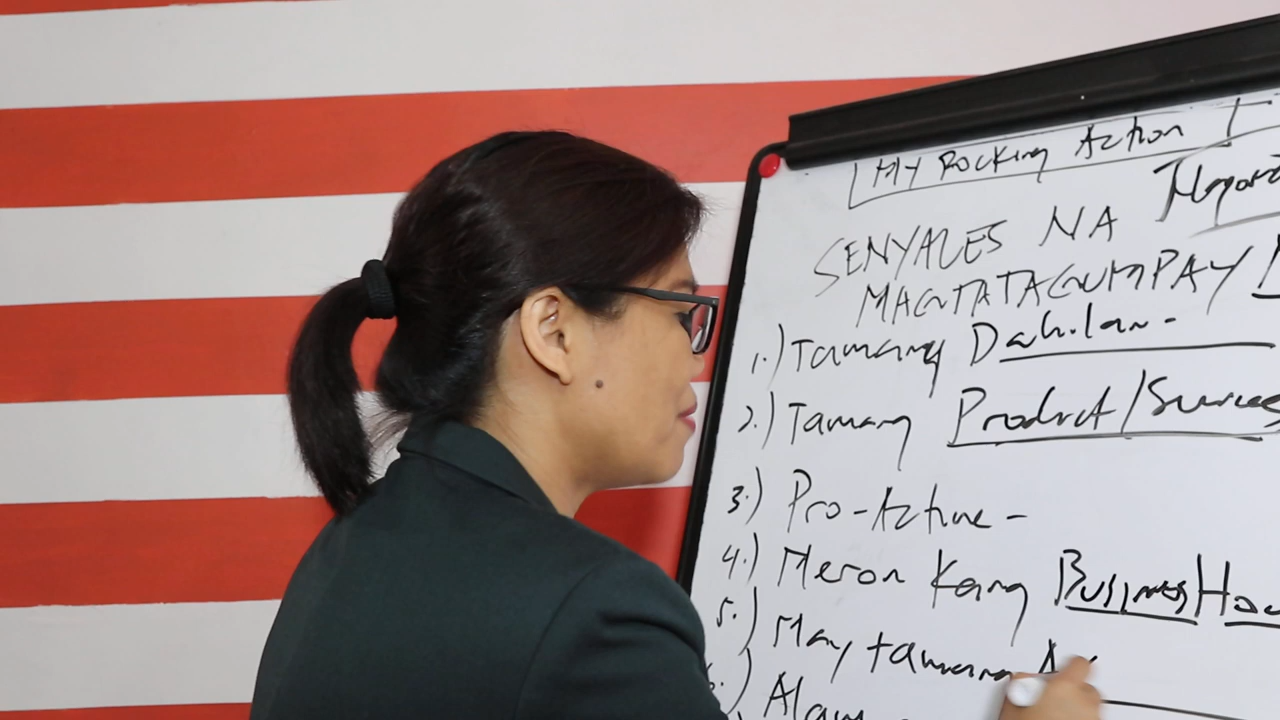 My Rocking Action
SENYALES NA
MAGTATAGUMPAY
1.) Tamang Dahilan-
2.) Tamang Product/Services
3.) Pro-Active-
4.) Meron Kang Business
5.) May tamang
6.) Alam